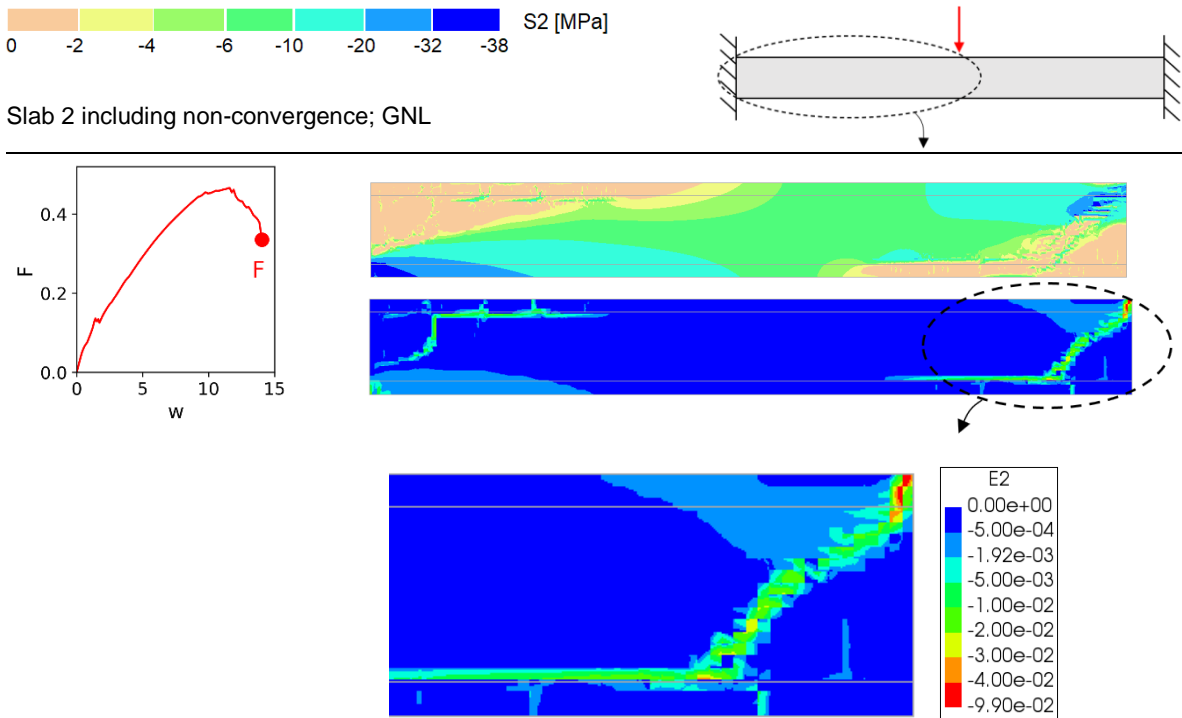 S2 [MPa]
0 -2 -4 -6 -10 -20 -32 -38
Slab 2 including non-convergence; GNL
0.4
0.2
0.0
F
F
0 5 10 15
w
E2
0.00e+00
-5.00e-04
-1.92e-03
-5.00e-03
-1.00e-02
-2.00e-02
-3.00e-02
-4.00e-02
-9.90e-02